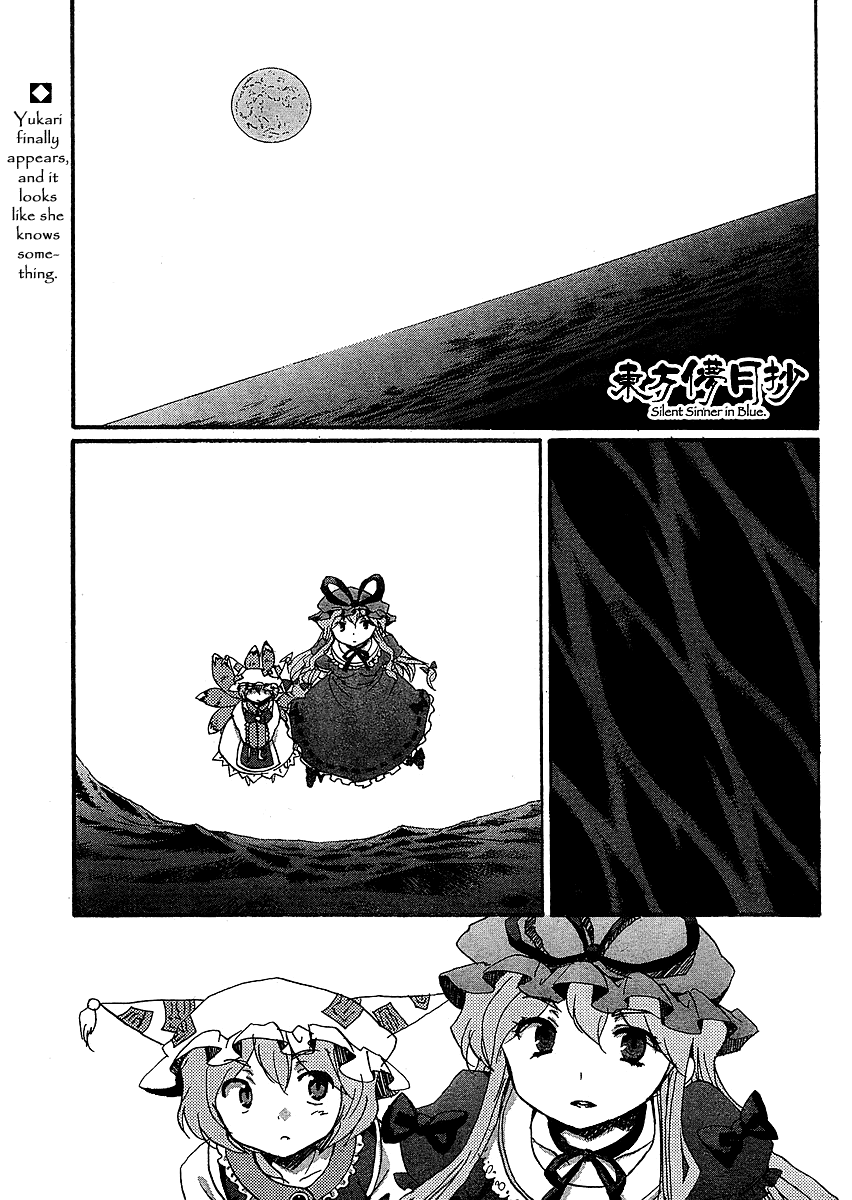 Yukari
finally
appears,
and it
looks
like she
knows
some-
thing.
東方儚月抄
Silent Sinner in Blue.